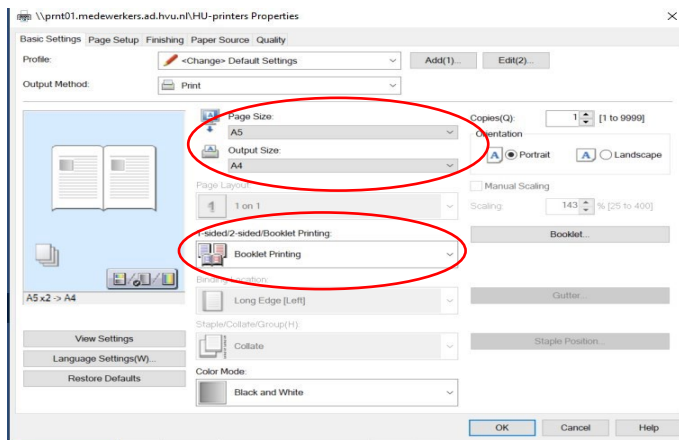 \\prnt01.medewerkers.ad.hvu.nl\HU-printers Properties
Basic Settings Page Setup Finishing Paper Source Quality
Profile: <Change> Default Settings Add(1)... Edit(2)...
Output Method: Print
Page Size:
A5
Output Size:
A4
Copies(Q): 1 [1 to 9999]
Orientation
A Portrait A Landscape
Page Layout:
1 1 on 1
Manual Scaling
Scaling: 143 % [25 to 400]
1-sided/2-sided/Booklet Printing:
Booklet Printing
Booklet...
A5 x2 -> A4
Binding Location:
Long Edge [Left]
Gutter...
Staple/Collate/Group(H):
Collate
Staple Position...
View Settings
Language Settings(W)...
Restore Defaults
Color Mode:
Black and White
OK Cancel Help